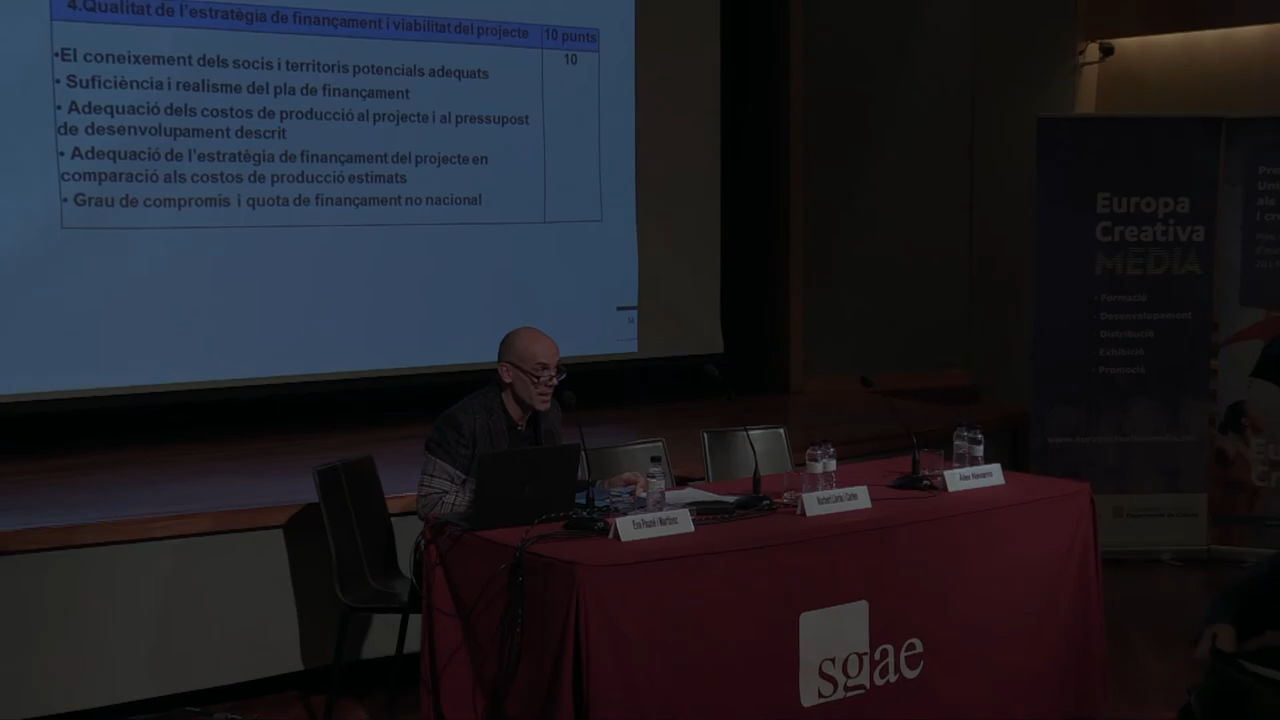 4.Qualitat de l'estratègia de finançament i viabilitat del projecte 10 punts
•El coneixement dels socis i territoris potencials adequats 10
• Suficiència i realisme del pla de finançament
• Adequació dels costos de producció al projecte i al pressupost
de desenvolupament descrit
• Adequació de l'estratègia de finançament del projecte en
comparació als costos de producció estimats
• Grau de compromís i quota de finançament no nacional
Europa
Creativa
MEDIA
- Formació
- Desenvolupament
- Distribució
- Exhibició
- Promoció
Eva
sgae